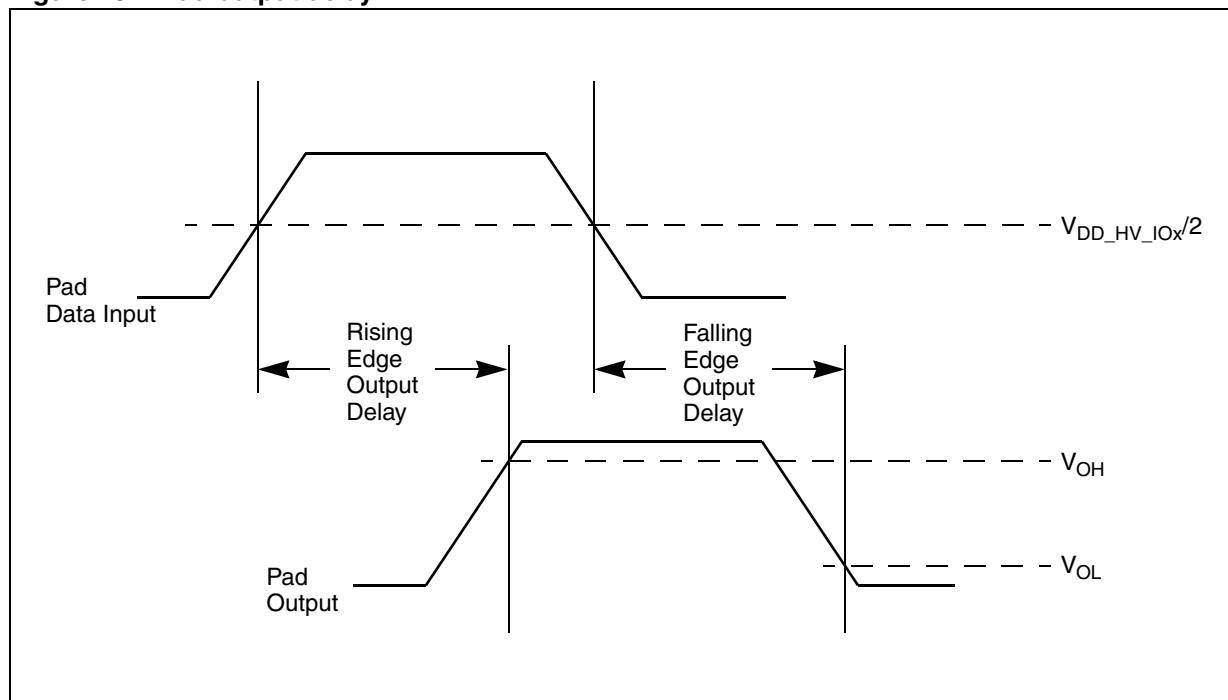 V_DD_HV_IOx/2
Pad
Data Input
Rising
Edge
Output
Delay
Falling
Edge
Output
Delay
V_OH
V_OL
Pad
Output